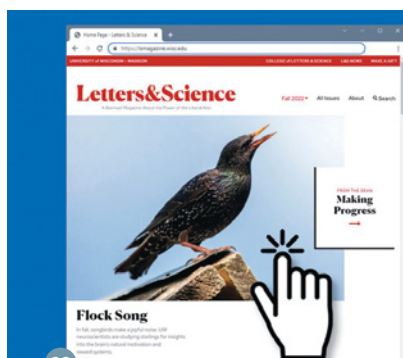 Home Page - Letters & Science
https://lsmagazine.wisc.edu
UNIVERSITY of WISCONSIN – MADISON
COLLEGE of LETTERS & SCIENCE L&S NEWS MAKE A GIFT
Letters&Science
A Biannual Magazine About the Power of the Liberal Arts
Fall 2022 All Issues About Search
FROM THE DEAN
Making
Progress
Flock Song
In fall, songbirds make a joyful noise. UW
neuroscientists are studying starlings for insights
into the brain's natural motivation and
reward systems.